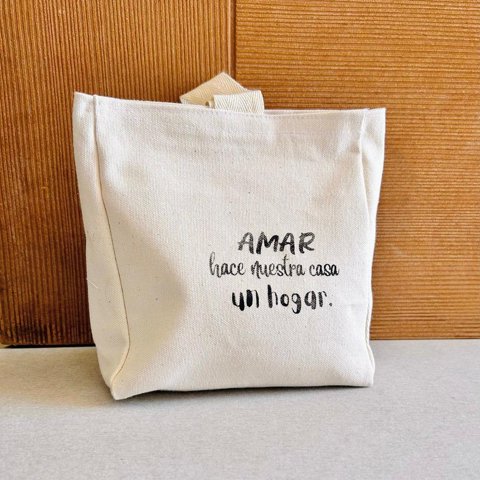 AMAR
hace nuestra casa
un hogar.